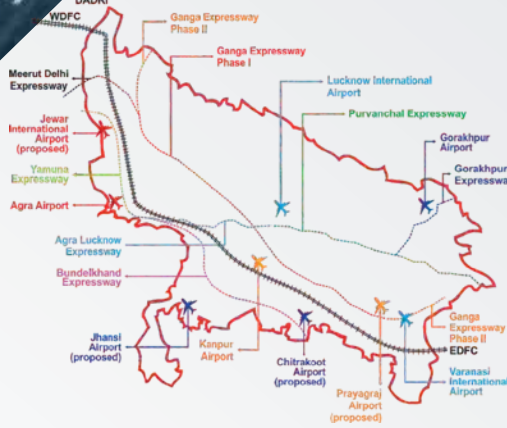 DADRI
WDFC
Ganga Expressway
Phase II
Ganga Expressway
Phase I
Meerut Delhi
Expressway
Lucknow International
Airport
Purvanchal Expressway
Jewar
International
Airport
(proposed)
Gorakhpur
Airport
Gorakhpur
Expressway
Yamuna
Expressway
Agra Airport
Agra Lucknow
Expressway
Bundelkhand
Expressway
Jhansi
Airport
(proposed)
Kanpur
Airport
Chitrakoot
Airport
(proposed)
Prayagraj
Airport
(proposed)
Ganga
Expressway
Phase II
EDFC
Varanasi
International
Airport